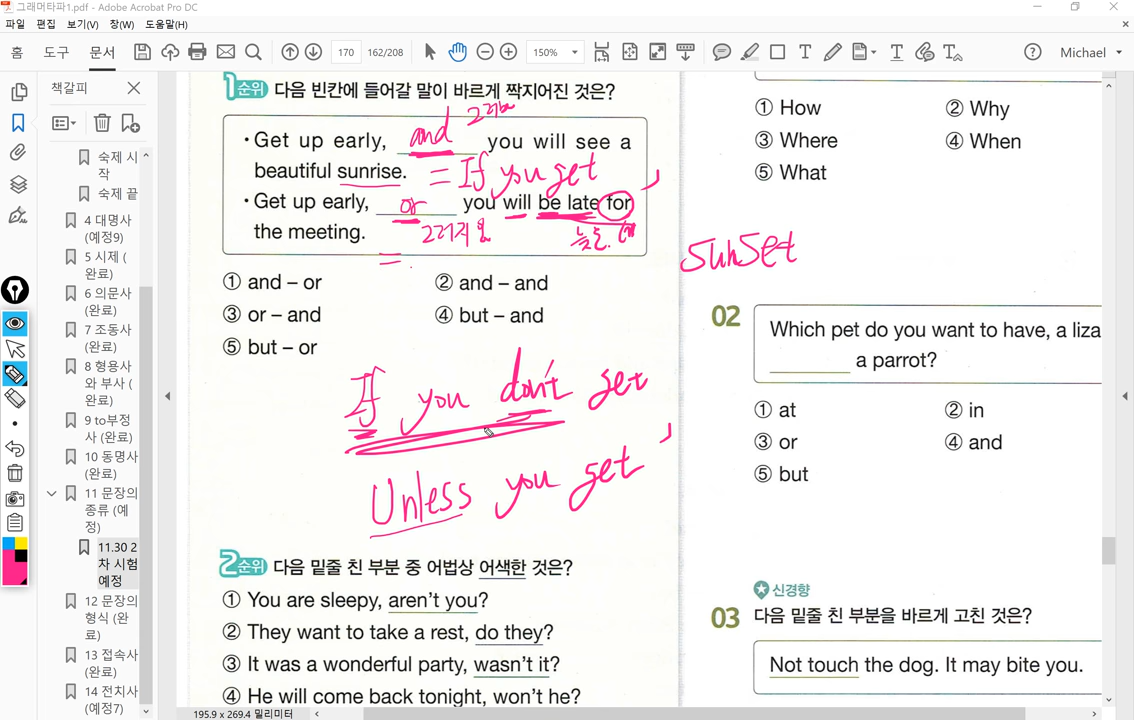 그래머타파1.pdf - Adobe Acrobat Pro DC
파일 편집 보기(V) 창(W) 도움말(H)
홈 도구 문서 170 162/208 150% Michael
책갈피
숙제 시
작
숙제 끝
4 대명사
(예정9)
5 시제 (
완료)
6 의문사
(완료)
7 조동사
(완료)
8 형용사
와 부사 (
완료)
9 to부정
사 (완료)
10 동명사
(완료)
11 문장의
종류 (예
정)
11.30 2
차 시험
예정
12 문장의
형식 (완
료)
13 접속사
(완료)
14 전치사
(예정7)
1순위 다음 빈칸에 들어갈 말이 바르게 짝지어진 것은?
그러면
• Get up early, and you will see a
beautiful sunrise. = If you get ,
• Get up early, or you will be late for
the meeting. 그러지 않 늦는
=
① and – or ② and – and
③ or – and ④ but – and
⑤ but – or
If you don't get
Unless you get ,
2순위 다음 밑줄 친 부분 중 어법상 어색한 것은?
① You are sleepy, aren't you?
② They want to take a rest, do they?
③ It was a wonderful party, wasn't it?
④ He will come back tonight, won't he?
195.9 x 269.4 밀리미터
① How ② Why
③ Where ④ When
⑤ What
sunset
02 Which pet do you want to have, a liza
a parrot?
① at ② in
③ or ④ and
⑤ but
신경향
03 다음 밑줄 친 부분을 바르게 고친 것은?
Not touch the dog. It may bite you.